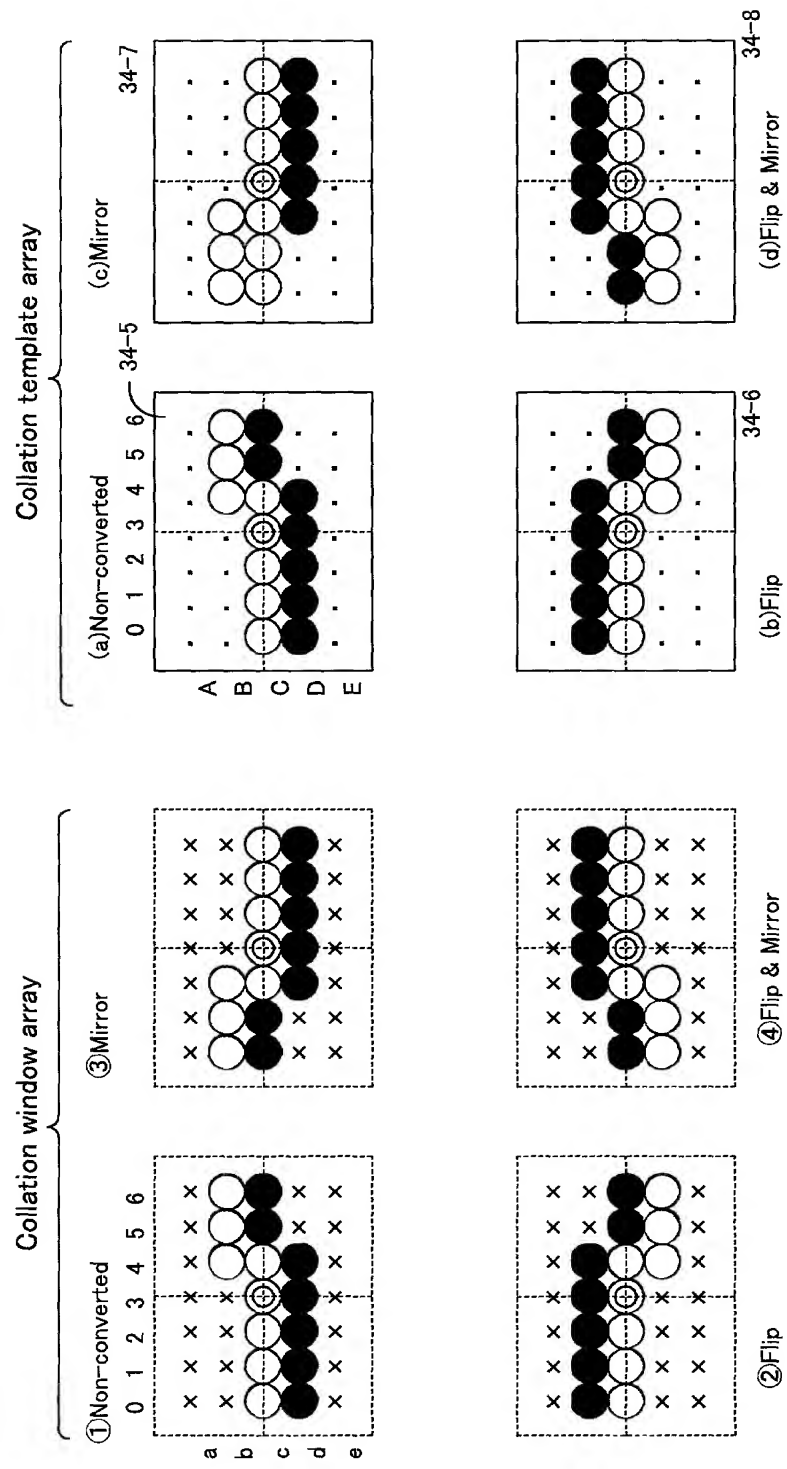 Collation window array
①Non-converted
0 1 2 3 4 5 6
a
b
c
d
e
③Mirror
②Flip
④Flip & Mirror
Collation template array
(a)Non-converted
34-5
0 1 2 3 4 5 6
A
B
C
D
E
(c)Mirror
34-7
(b)Flip
34-6
(d)Flip & Mirror
34-8